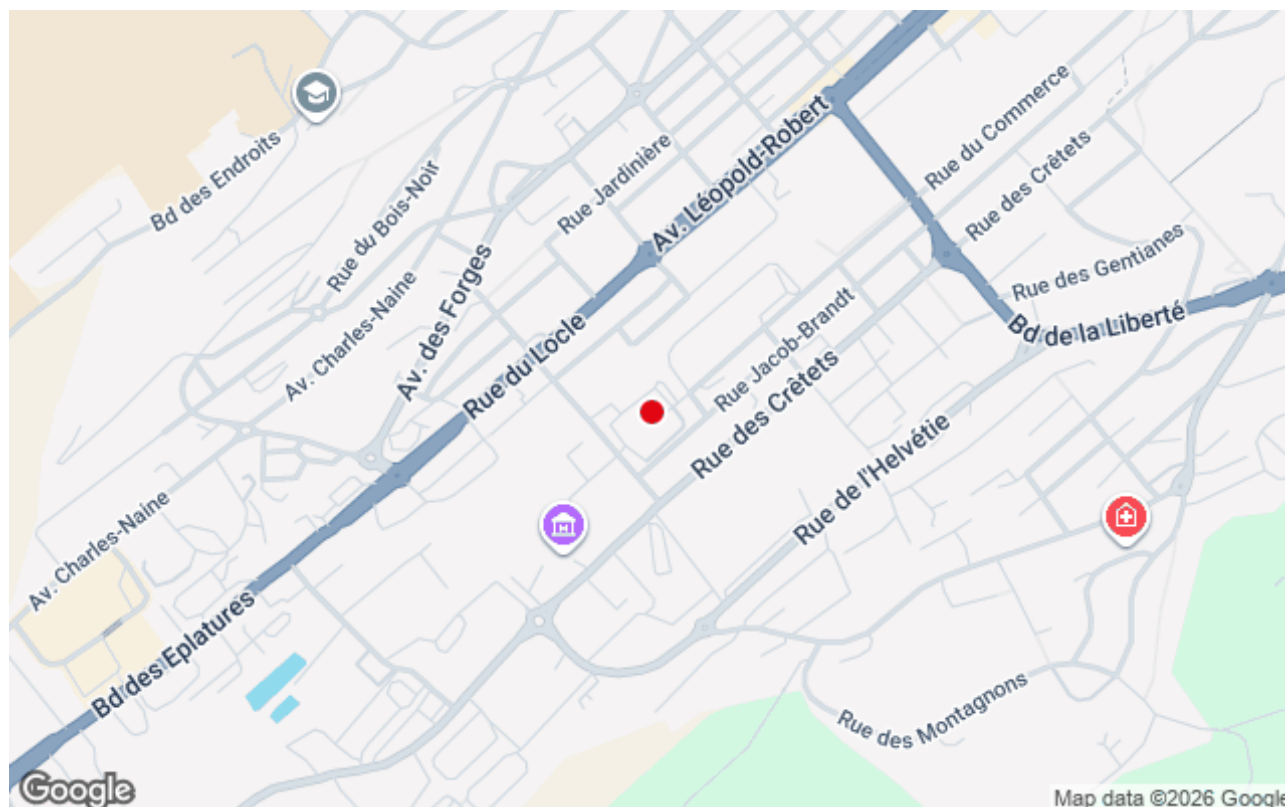 Rue du Commerce
Bd des Endroits
Rue du Bois-Noir
Rue Jardinière
Av. Léopold-Robert
Rue des Crêtets
Rue des Gentianes
Av. Charles-Naine
Av. des Forges
Rue du Locle
Rue Jacob-Brandt
Bd de la Liberté
Rue des Crêtets
Rue de l'Helvétie
Av. Charles-Naine
Bd des Eplatures
Rue des Montagnons
Google
Map data ©2026 Google